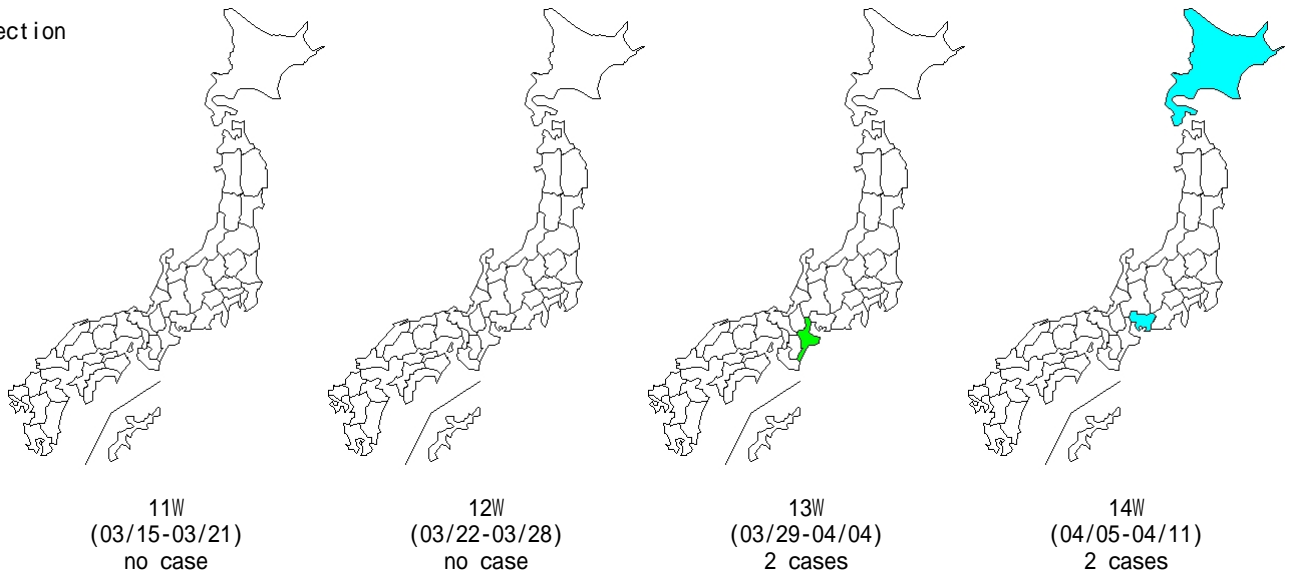 ection
11W
(03/15-03/21)
no case
12W
(03/22-03/28)
no case
13W
(03/29-04/04)
2 cases
14W
(04/05-04/11)
2 cases